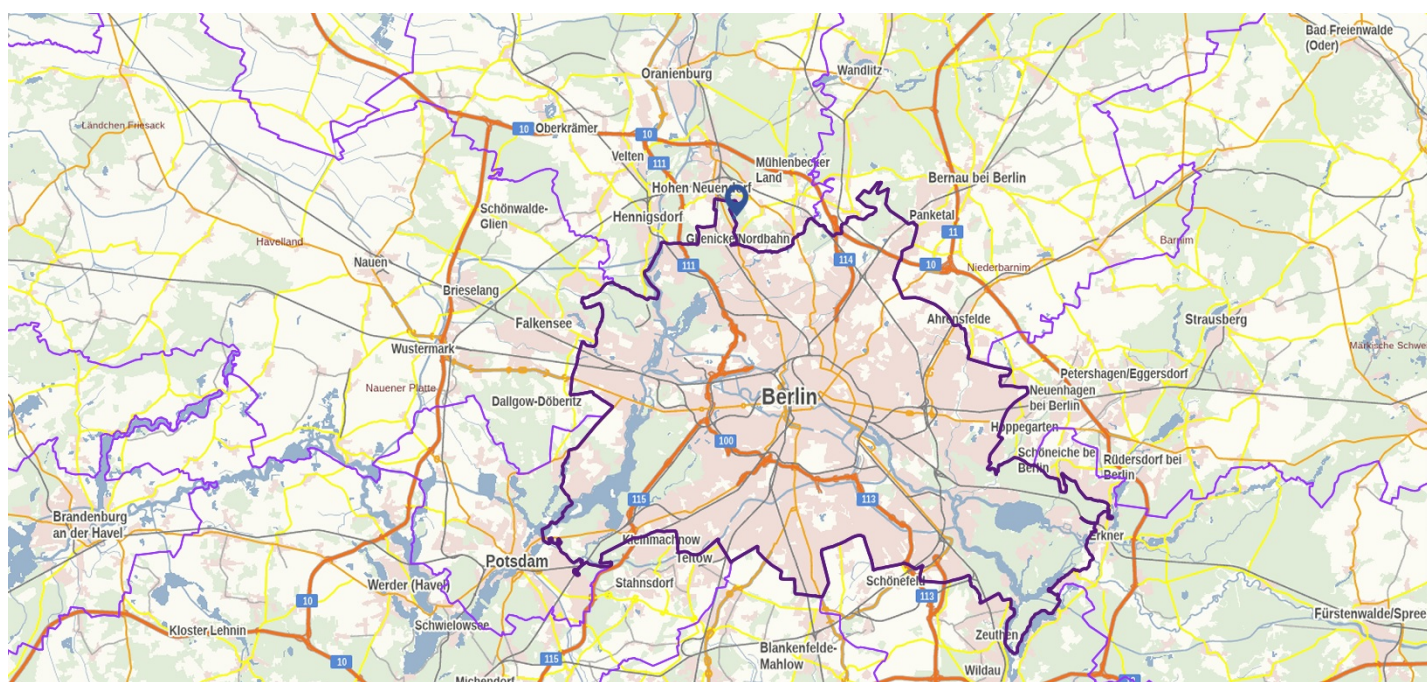 Bad Freienwalde
(Oder)
Oranienburg
Wandlitz
Ländchen Friesack
10
Oberkrämer
10
Velten
111
Mühlenbecker
Land
Bernau bei Berlin
Hohen Neuendorf
Schönwalde-
Glien
Hennigsdorf
Panketal
11
Havelland
Glienicke/Nordbahn
Barnim
Nauen
111
114
10
Niederbarnim
Brieselang
Falkensee
Ahrensfelde
Strausberg
Wustermark
Märkische Schwei
Petershagen/Eggersdorf
Nauener Platte
Neuenhagen
bei Berlin
Dallgow-Döberitz
Berlin
Hoppegarten
100
Schöneiche be
Berlin
Rüdersdorf bei
Berlin
115
113
Brandenburg
an der Havel
Kleinmachnow
Erkner
Teltow
Potsdam
Werder (Havel)
Stahnsdorf
Schönefeld
10
113
Fürstenwalde/Spree
Schwielowsee
Kloster Lehnin
Zeuthen
Blankenfelde-
Mahlow
10
115
Wildau
Michendorf